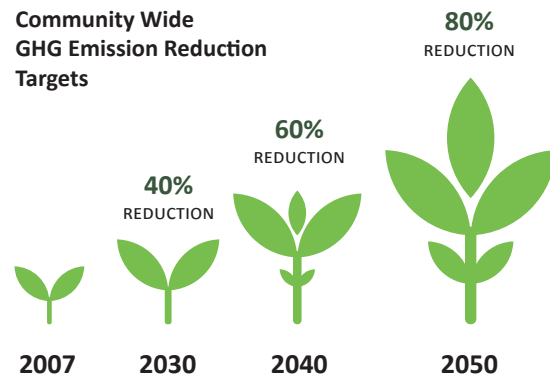 Community Wide
GHG Emission Reduction
Targets
40%
REDUCTION
60%
REDUCTION
80%
REDUCTION
2007
2030
2040
2050